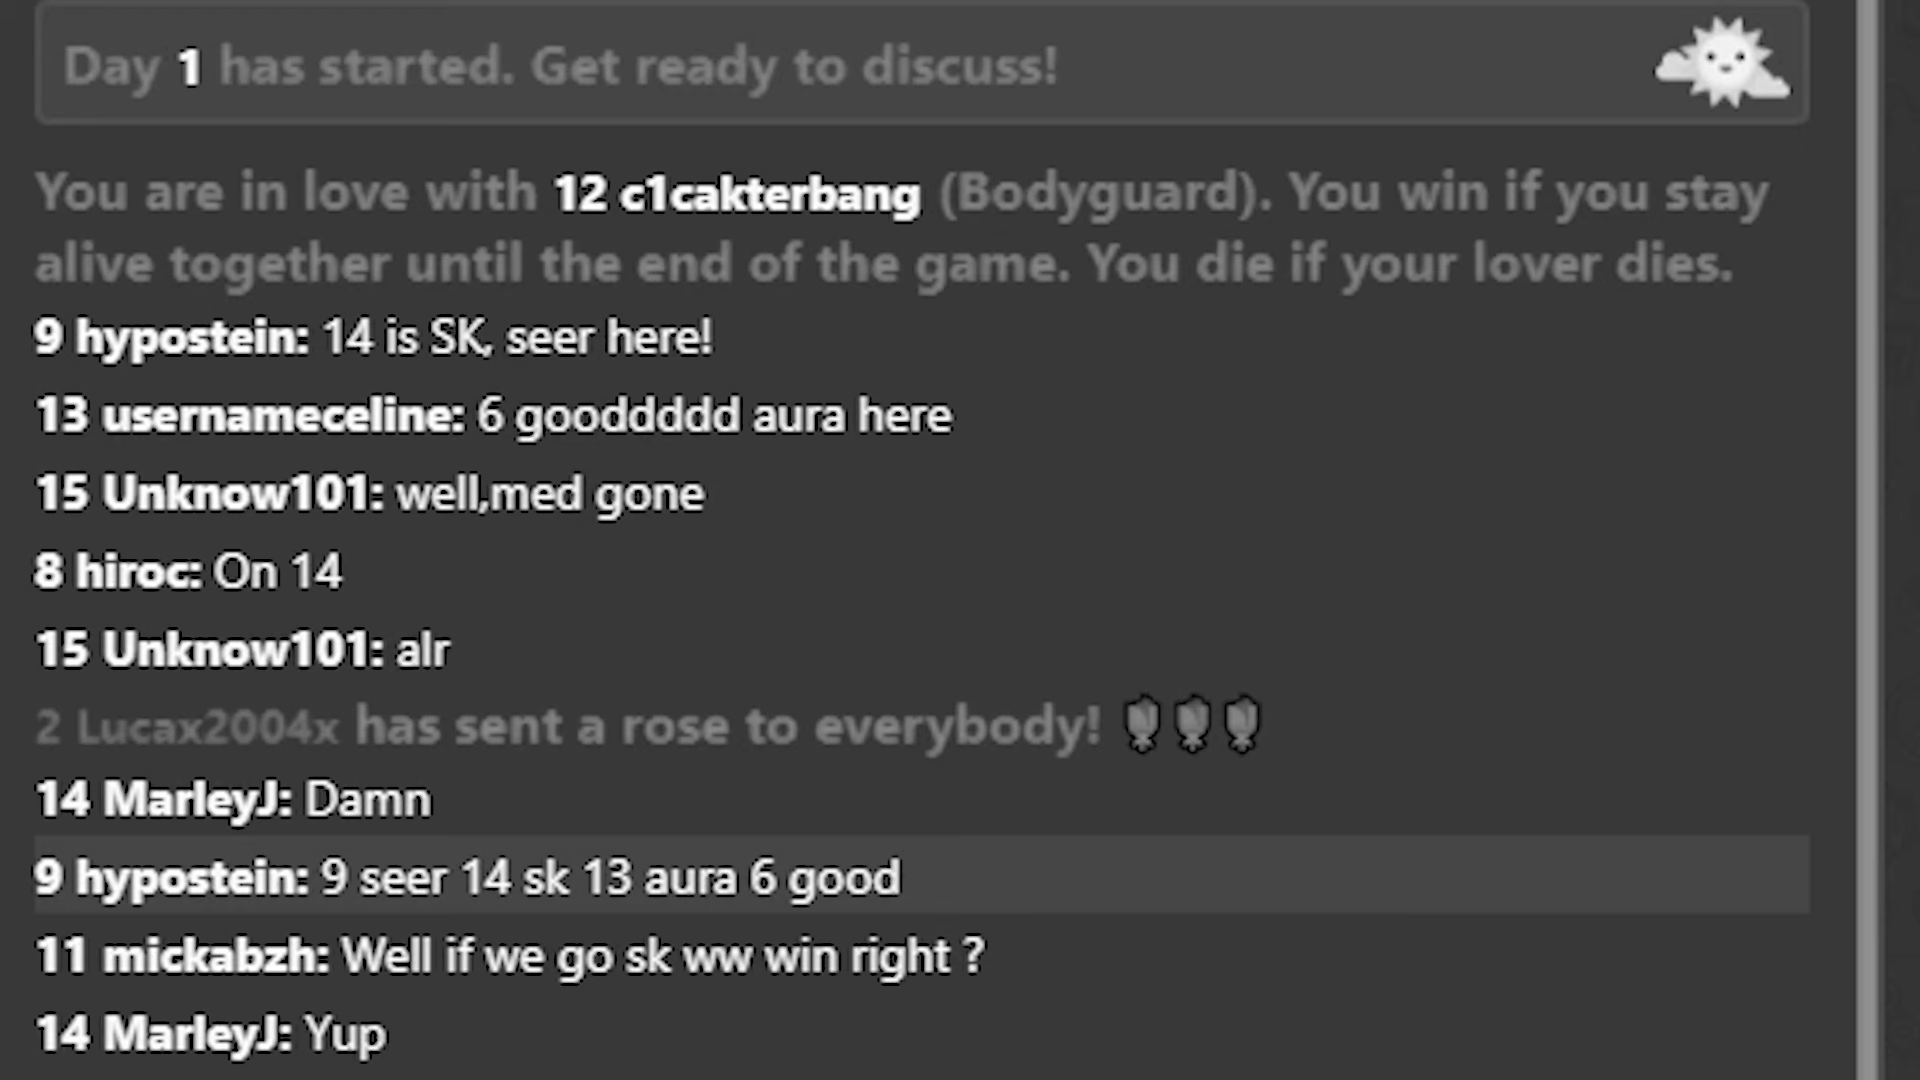 Day 1 has started. Get ready to discuss!
You are in love with 12 c1cakterbang (Bodyguard). You win if you stay
alive together until the end of the game. You die if your lover dies.
9 hypostein: 14 is SK, seer here!
13 usernameceline: 6 gooddddd aura here
15 Unknow101: well,med gone
8 hiroc: On 14
15 Unknow101: alr
2 Lucax2004x has sent a rose to everybody!
14 MarleyJ: Damn
9 hypostein: 9 seer 14 sk 13 aura 6 good
11 mickabzh: Well if we go sk ww win right ?
14 MarleyJ: Yup